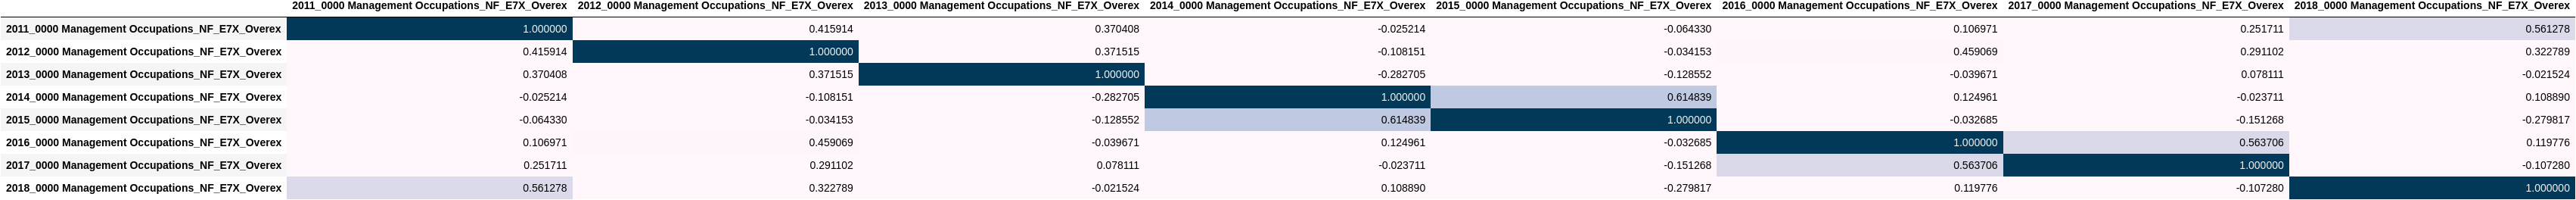 2011_0000 Management Occupations_NF_E7X_Overex 2012_0000 Management Occupations_NF_E7X_Overex 2013_0000 Management Occupations_NF_E7X_Overex 2014_0000 Management Occupations_NF_E7X_Overex 2015_0000 Management Occupations_NF_E7X_Overex 2016_0000 Management Occupations_NF_E7X_Overex 2017_0000 Management Occupations_NF_E7X_Overex 2018_0000 Management Occupations_NF_E7X_Overex
2011_0000 Management Occupations_NF_E7X_Overex 1.000000 0.415914 0.370408 -0.025214 -0.064330 0.106971 0.251711 0.561278
2012_0000 Management Occupations_NF_E7X_Overex 0.415914 1.000000 0.371515 -0.108151 -0.034153 0.459069 0.291102 0.322789
2013_0000 Management Occupations_NF_E7X_Overex 0.370408 0.371515 1.000000 -0.282705 -0.128552 -0.039671 0.078111 -0.021524
2014_0000 Management Occupations_NF_E7X_Overex -0.025214 -0.108151 -0.282705 1.000000 0.614839 0.124961 -0.023711 0.108890
2015_0000 Management Occupations_NF_E7X_Overex -0.064330 -0.034153 -0.128552 0.614839 1.000000 -0.032685 -0.151268 -0.279817
2016_0000 Management Occupations_NF_E7X_Overex 0.106971 0.459069 -0.039671 0.124961 -0.032685 1.000000 0.563706 0.119776
2017_0000 Management Occupations_NF_E7X_Overex 0.251711 0.291102 0.078111 -0.023711 -0.151268 0.563706 1.000000 -0.107280
2018_0000 Management Occupations_NF_E7X_Overex 0.561278 0.322789 -0.021524 0.108890 -0.279817 0.119776 -0.107280 1.000000